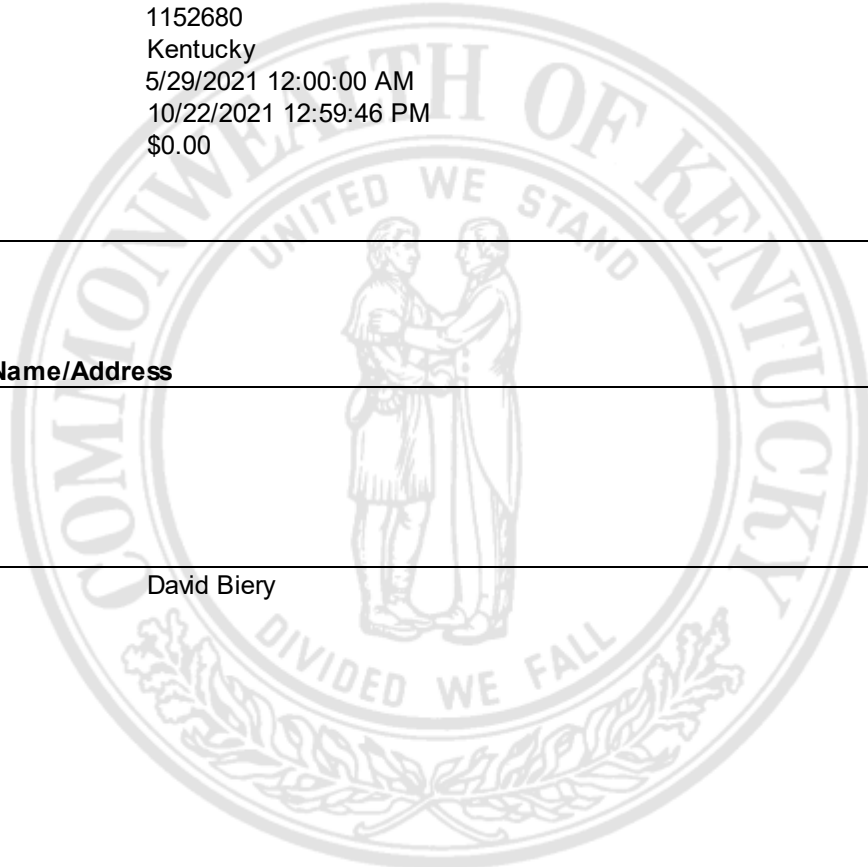 1152680
Kentucky
5/29/2021 12:00:00 AM
10/22/2021 12:59:46 PM
$0.00
COMMONWEALTH OF KENTUCKY
UNITED WE STAND
Name/Address
David Biery
DIVIDED WE FALL